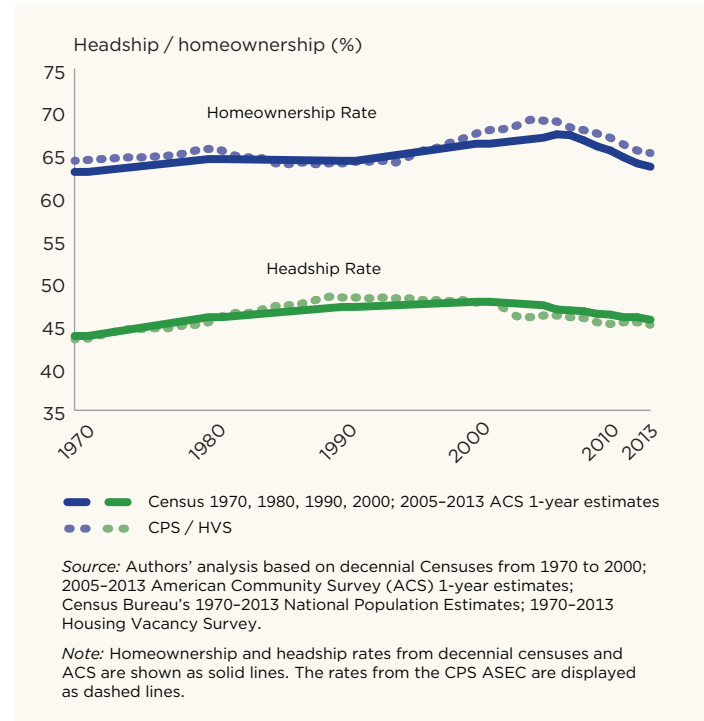 Headship / homeownership (%)
75
70
Homeownership Rate
65
60
55
Headship Rate
50
45
40
35
1970
1980
1990
2000
2010
2013
Census 1970, 1980, 1990, 2000; 2005–2013 ACS 1-year estimates
CPS / HVS
Source: Authors’ analysis based on decennial Censuses from 1970 to 2000;
2005–2013 American Community Survey (ACS) 1-year estimates;
Census Bureau’s 1970–2013 National Population Estimates; 1970–2013
Housing Vacancy Survey.
Note: Homeownership and headship rates from decennial censuses and
ACS are shown as solid lines. The rates from the CPS ASEC are displayed
as dashed lines.